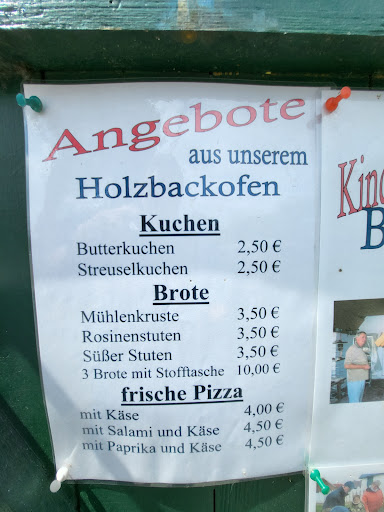 Angebote
aus unserem
Holzbackofen
Kuchen
Butterkuchen 2,50 €
Streuselkuchen 2,50 €
Brote
Mühlenkruste 3,50 €
Rosinenstuten 3,50 €
Süßer Stuten 3,50 €
3 Brote mit Stofftasche 10,00 €
frische Pizza
mit Käse 4,00 €
mit Salami und Käse 4,50 €
mit Paprika und Käse 4,50 €